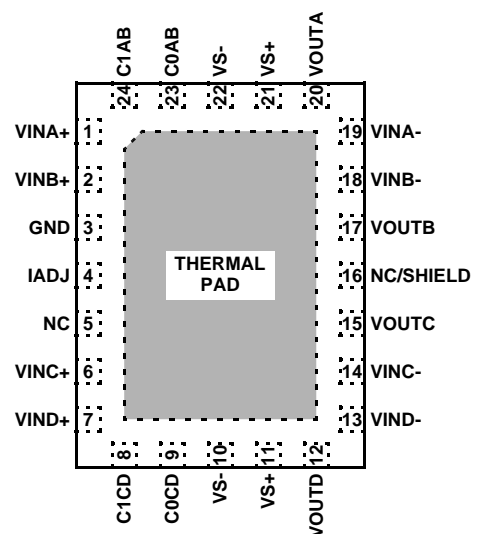 C1AB C0AB VS- VS+ VOUTA
24 23 22 21 20
VINA+ 1 19 VINA-
VINB+ 2 18 VINB-
GND 3 17 VOUTB
IADJ 4 16 NC/SHIELD
NC 5 15 VOUTC
VINC+ 6 14 VINC-
VIND+ 7 13 VIND-
THERMAL
PAD
8 9 10 11 12
C1CD C0CD VS- VS+ VOUTD